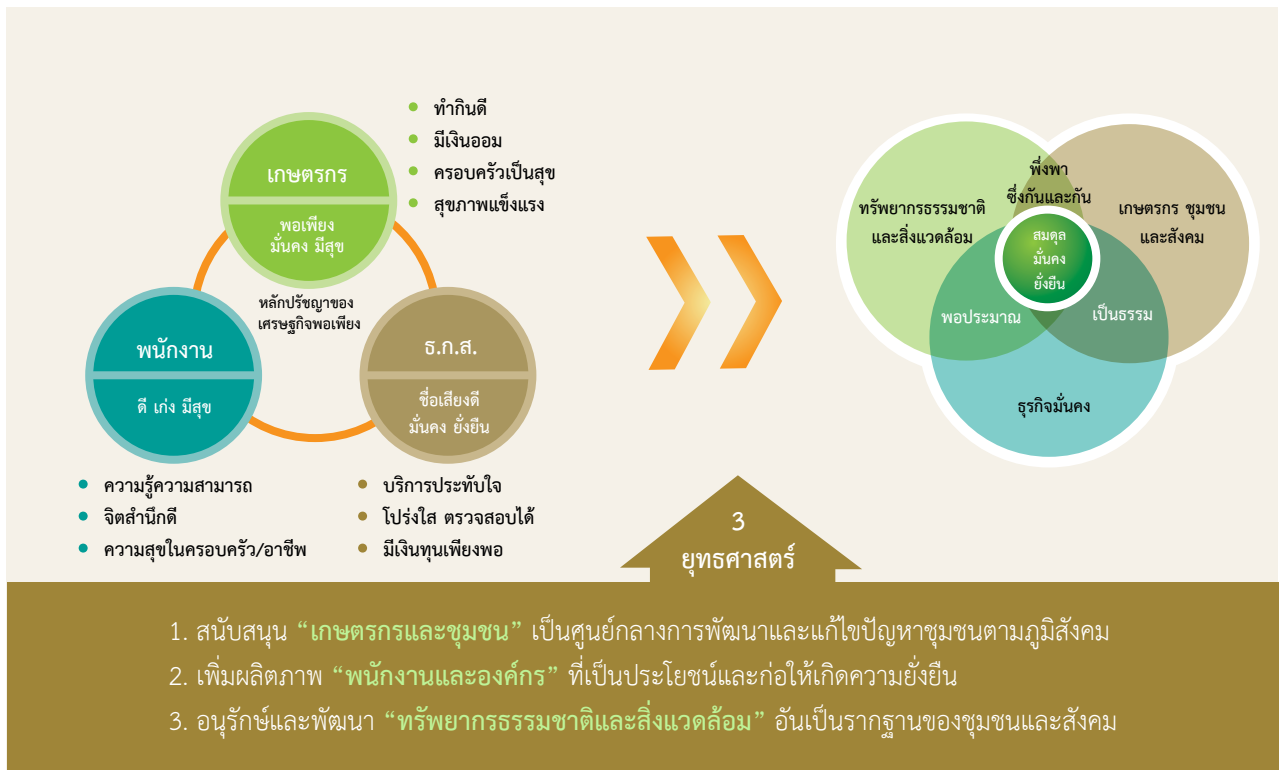 ทำกินดี
มีเงินออม
ครอบครัวเป็นสุข
สุขภาพแข็งแรง
เกษตรกร
พอเพียง
มั่นคง มีสุข
หลักปรัชญาของ
เศรษฐกิจพอเพียง
พนักงาน
ดี เก่ง มีสุข
ธ.ก.ส.
ชื่อเสียงดี
มั่นคง ยั่งยืน
ความรู้ความสามารถ
จิตสำนึกดี
ความสุขในครอบครัว/อาชีพ
บริการประทับใจ
โปร่งใส ตรวจสอบได้
มีเงินทุนเพียงพอ
ทรัพยากรธรรมชาติ
และสิ่งแวดล้อม
พึ่งพา
ซึ่งกันและกัน
เกษตรกร ชุมชน
และสังคม
สมดุล
มั่นคง
ยั่งยืน
พอประมาณ
เป็นธรรม
ธุรกิจมั่นคง
3
ยุทธศาสตร์
1. สนับสนุน “เกษตรกรและชุมชน” เป็นศูนย์กลางการพัฒนาและแก้ไขปัญหาชุมชนตามภูมิสังคม
2. เพิ่มผลิตภาพ “พนักงานและองค์กร” ที่เป็นประโยชน์และก่อให้เกิดความยั่งยืน
3. อนุรักษ์และพัฒนา “ทรัพยากรธรรมชาติและสิ่งแวดล้อม” อันเป็นรากฐานของชุมชนและสังคม